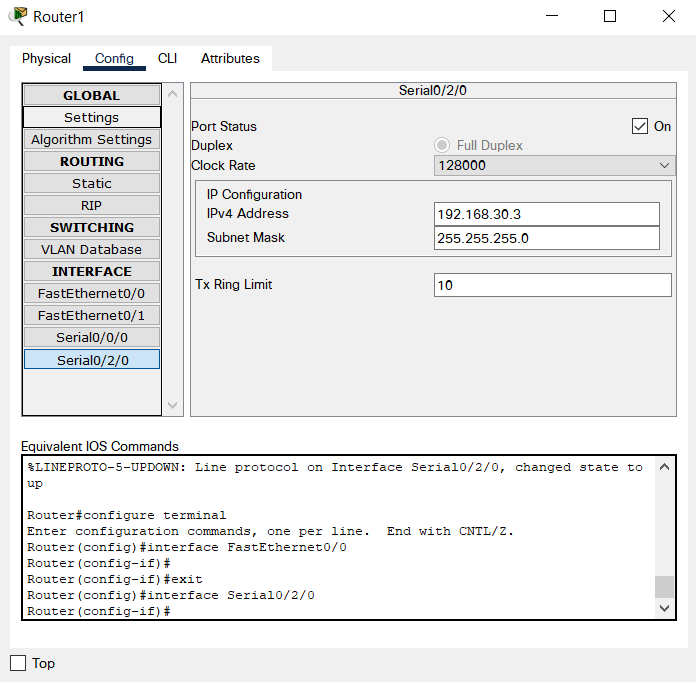 Router1
Physical Config CLI Attributes
GLOBAL
Settings
Algorithm Settings
ROUTING
Static
RIP
SWITCHING
VLAN Database
INTERFACE
FastEthernet0/0
FastEthernet0/1
Serial0/0/0
Serial0/2/0
Serial0/2/0
Port Status On
Duplex Full Duplex
Clock Rate 128000
IP Configuration
IPv4 Address 192.168.30.3
Subnet Mask 255.255.255.0
Tx Ring Limit 10
Equivalent IOS Commands
%LINEPROTO-5-UPDOWN: Line protocol on Interface Serial0/2/0, changed state to
up
Router#configure terminal
Enter configuration commands, one per line.  End with CNTL/Z.
Router(config)#interface FastEthernet0/0
Router(config-if)#
Router(config-if)#exit
Router(config)#interface Serial0/2/0
Router(config-if)#
Top